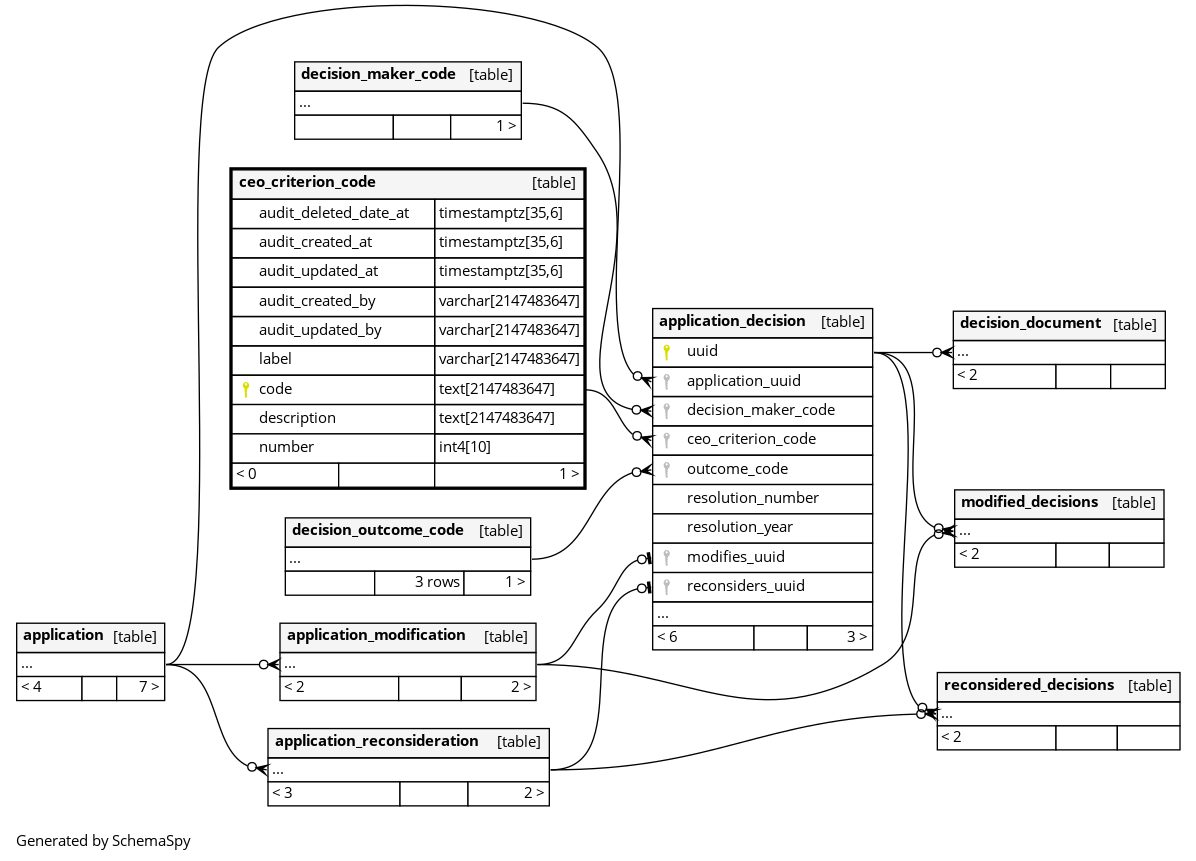 decision_maker_code [table]
...
1 >
ceo_criterion_code [table]
audit_deleted_date_at timestamptz[35,6]
audit_created_at timestamptz[35,6]
audit_updated_at timestamptz[35,6]
audit_created_by varchar[2147483647]
audit_updated_by varchar[2147483647]
label varchar[2147483647]
code text[2147483647]
description text[2147483647]
number int4[10]
< 0 1 >
decision_outcome_code [table]
...
3 rows 1 >
application [table]
...
< 4 7 >
application_modification [table]
...
< 2 2 >
application_reconsideration [table]
...
< 3 2 >
application_decision [table]
uuid
application_uuid
decision_maker_code
ceo_criterion_code
outcome_code
resolution_number
resolution_year
modifies_uuid
reconsiders_uuid
...
< 6 3 >
decision_document [table]
...
< 2
modified_decisions [table]
...
< 2
reconsidered_decisions [table]
...
< 2
Generated by SchemaSpy